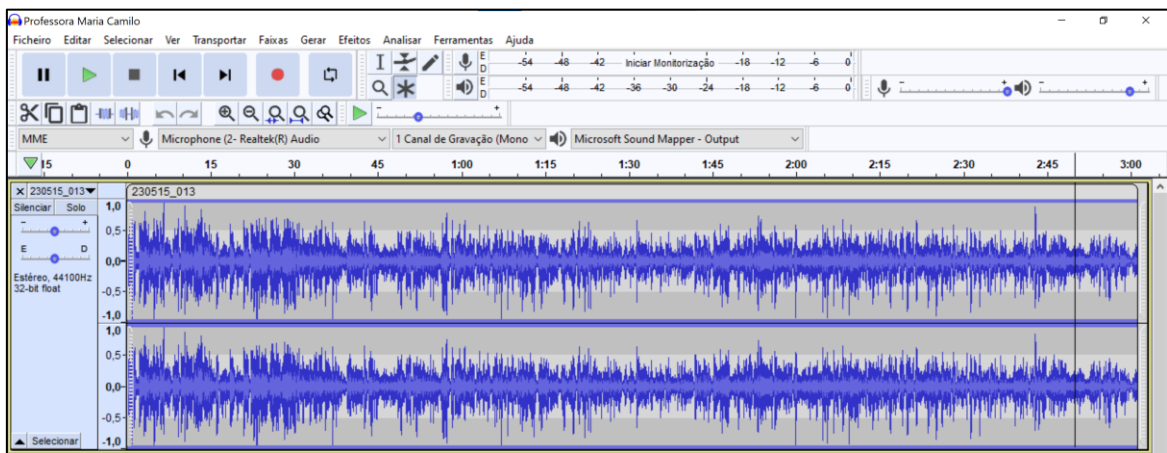 Professora Maria Camilo
Ficheiro Editar Selecionar Ver Transportar Faixas Gerar Efeitos Analisar Ferramentas Ajuda
E D -54 -48 -42 Iniciar Monitorização -18 -12 -6 0
E D -54 -48 -42 -36 -30 -24 -18 -12 -6 0
- +
- +
- +
MME Microphone (2- Realtek(R) Audio 1 Canal de Gravação (Mono Microsoft Sound Mapper - Output
15 0 15 30 45 1:00 1:15 1:30 1:45 2:00 2:15 2:30 2:45 3:00
× 230515_013 230515_013
Silenciar Solo 1,0
- + 0,5
E D 0,0
Estéreo, 44100Hz
32-bit float -0,5
-1,0
1,0
0,5
0,0
-0,5
Selecionar -1,0